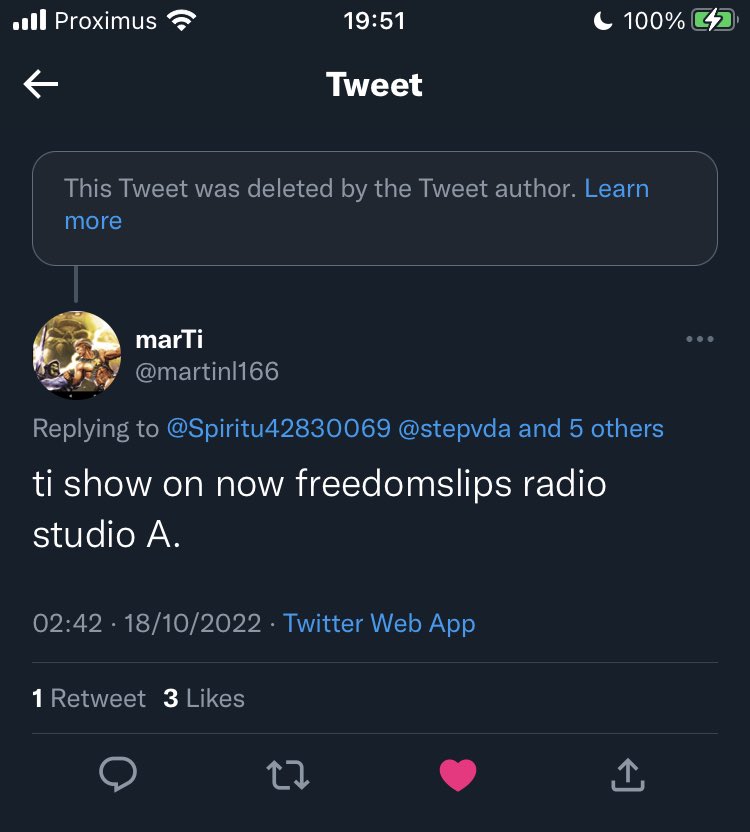 Proximus 19:51 100%
Tweet
This Tweet was deleted by the Tweet author. Learn
more
marTi
@martinl166
Replying to @Spiritu42830069 @stepvda and 5 others
ti show on now freedomslips radio
studio A.
02:42 · 18/10/2022 · Twitter Web App
1 Retweet 3 Likes